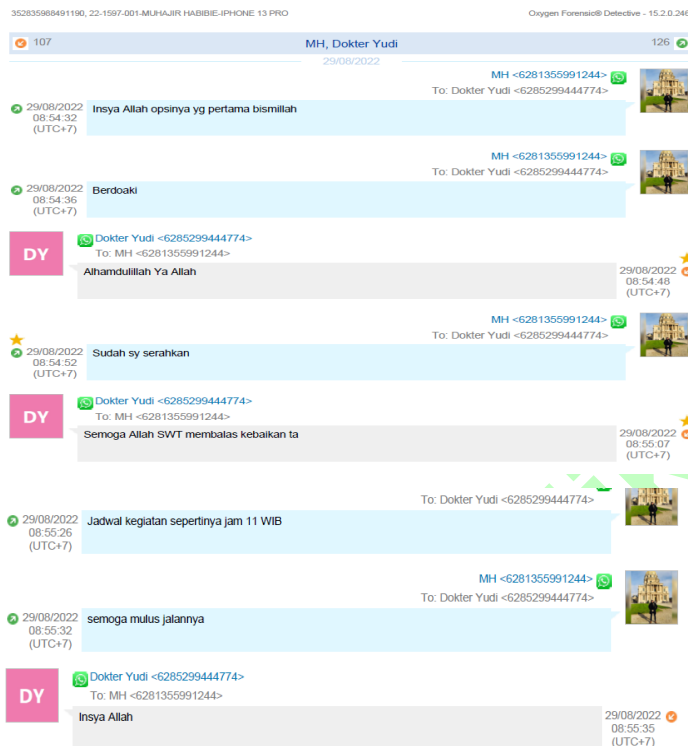 352835988491190, 22-1597-001-MUHAJIR HABIBIE-IPHONE 13 PRO
Oxygen Forensic® Detective - 15.2.0.246
107
MH, Dokter Yudi
126
29/08/2022
MH <6281355991244>
To: Dokter Yudi <6285299444774>
29/08/2022
08:54:32
(UTC+7)
Insya Allah opsinya yg pertama bismillah
MH <6281355991244>
To: Dokter Yudi <6285299444774>
29/08/2022
08:54:36
(UTC+7)
Berdoaki
DY
Dokter Yudi <6285299444774>
To: MH <6281355991244>
Alhamdulillah Ya Allah
29/08/2022
08:54:48
(UTC+7)
MH <6281355991244>
To: Dokter Yudi <6285299444774>
29/08/2022
08:54:52
(UTC+7)
Sudah sy serahkan
DY
Dokter Yudi <6285299444774>
To: MH <6281355991244>
Semoga Allah SWT membalas kebaikan ta
29/08/2022
08:55:07
(UTC+7)
To: Dokter Yudi <6285299444774>
29/08/2022
08:55:26
(UTC+7)
Jadwal kegiatan sepertinya jam 11 WIB
MH <6281355991244>
To: Dokter Yudi <6285299444774>
29/08/2022
08:55:32
(UTC+7)
semoga mulus jalannya
DY
Dokter Yudi <6285299444774>
To: MH <6281355991244>
Insya Allah
29/08/2022
08:55:35
(UTC+7)